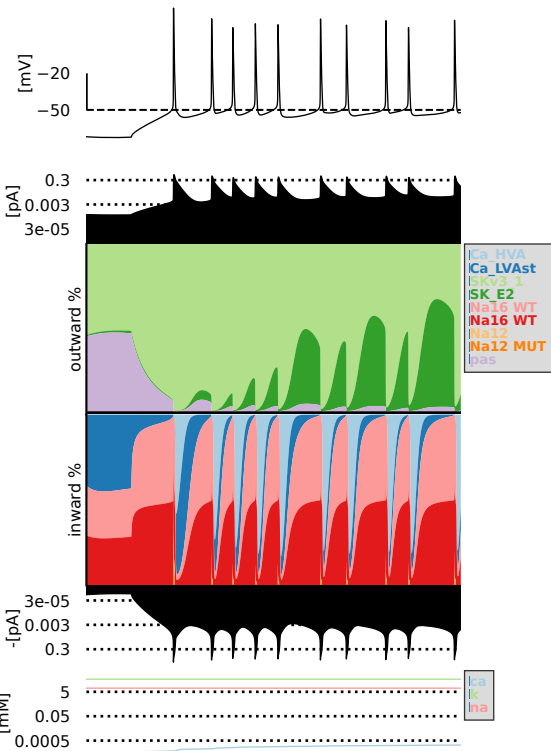 [mV]
−20
−50
[pA]
0.3
0.003
3e-05
outward %
Ca_HVA
Ca_LVAst
SKv3_1
SK_E2
Na16 WT
Na16 WT
Na12
Na12 MUT
pas
inward %
-[pA]
3e-05
0.003
0.3
[mM]
5
0.05
0.0005
ca
k
na